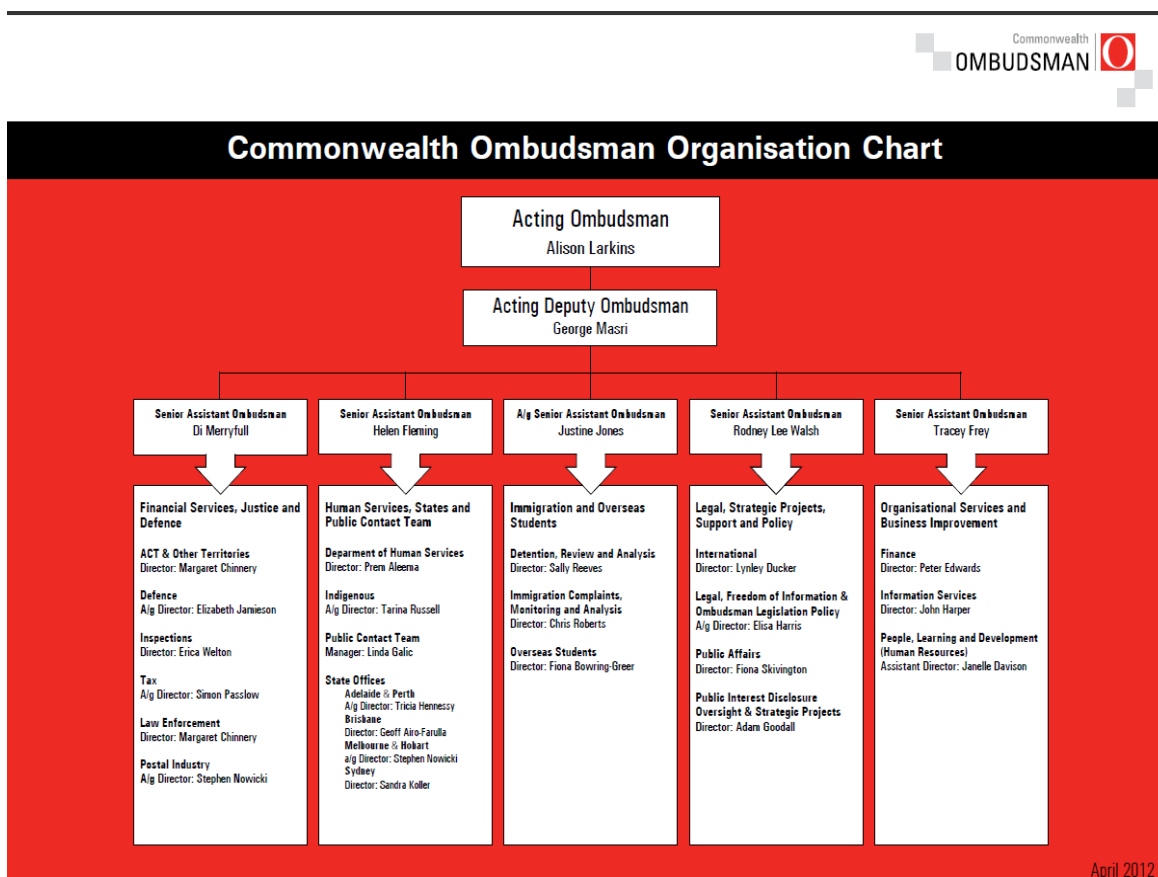 Commonwealth
OMBUDSMAN
Commonwealth Ombudsman Organisation Chart
Acting Ombudsman
Alison Larkins
Acting Deputy Ombudsman
George Masri
Senior Assistant Ombudsman
Di Merryfull
Senior Assistant Ombudsman
Helen Fleming
A/g Senior Assistant Ombudsman
Justine Jones
Senior Assistant Ombudsman
Rodney Lee Walsh
Senior Assistant Ombudsman
Tracey Frey
Financial Services, Justice and
Defence
ACT & Other Territories
Director: Margaret Chinnery
Defence
A/g Director: Elizabeth Jamieson
Inspections
Director: Erica Welton
Tax
A/g Director: Simon Passlow
Law Enforcement
Director: Margaret Chinnery
Postal Industry
A/g Director: Stephen Nowicki
Human Services, States and
Public Contact Team
Deparment of Human Services
Director: Prem Aleema
Indigenous
A/g Director: Tarina Russell
Public Contact Team
Manager: Linda Galic
State Offices
Adelaide & Perth
A/g Director: Tricia Hennessy
Brisbane
Director: Geoff Airo-Farulla
Melbourne & Hobart
a/g Director: Stephen Nowicki
Sydney
Director: Sandra Koller
Immigration and Overseas
Students
Detention, Review and Analysis
Director: Sally Reeves
Immigration Complaints,
Monitoring and Analysis
Director: Chris Roberts
Overseas Students
Director: Fiona Bowring-Greer
Legal, Strategic Projects,
Support and Policy
International
Director: Lynley Ducker
Legal, Freedom of Information &
Ombudsman Legislation Policy
A/g Director: Elisa Harris
Public Affairs
Director: Fiona Skivington
Public Interest Disclosure
Oversight & Strategic Projects
Director: Adam Goodall
Organisational Services and
Business Improvement
Finance
Director: Peter Edwards
Information Services
Director: John Harper
People, Learning and Development
(Human Resources)
Assistant Director: Janelle Davison
April 2012